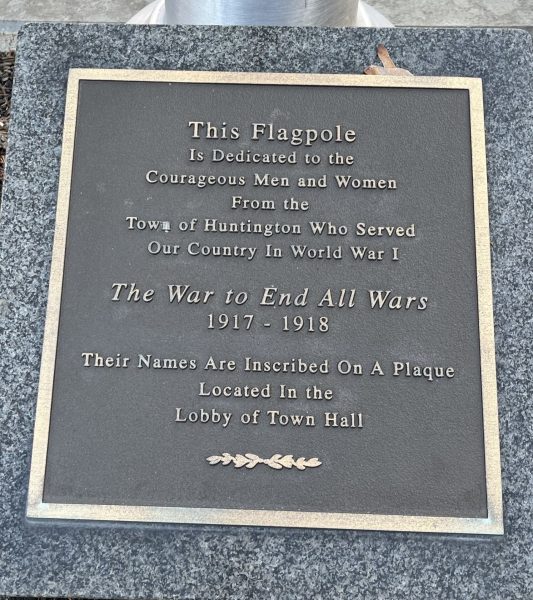 This Flagpole
Is Dedicated to the
Courageous Men and Women
From the
Town of Huntington Who Served
Our Country In World War I
The War to End All Wars
1917 - 1918
Their Names Are Inscribed On A Plaque
Located In the
Lobby of Town Hall